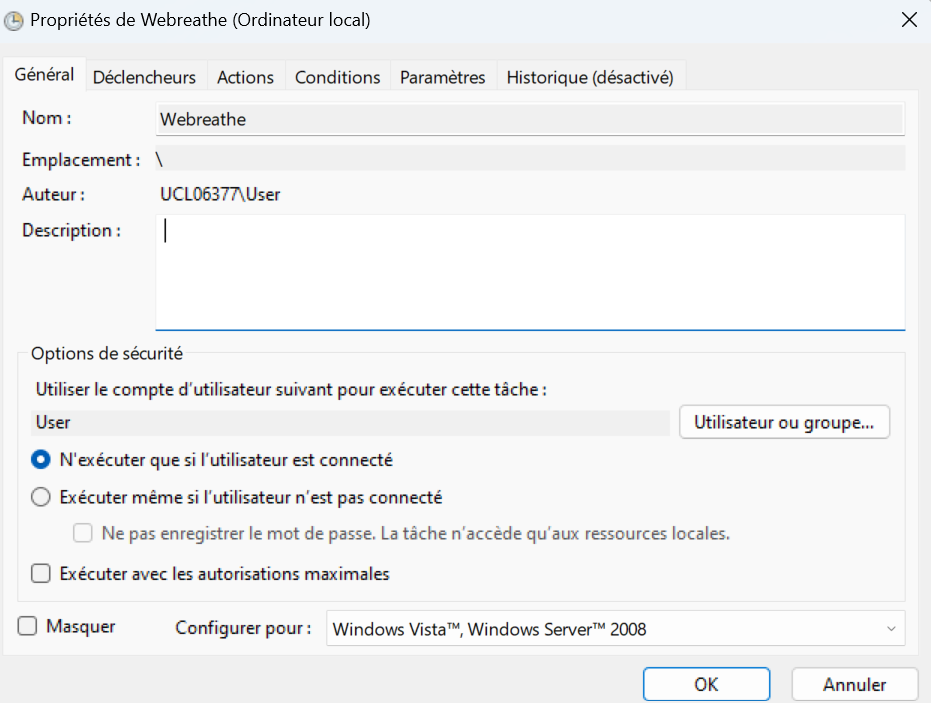 Propriétés de Webreathe (Ordinateur local)
Général Déclencheurs Actions Conditions Paramètres Historique (désactivé)
Nom : Webreathe
Emplacement : \
Auteur : UCL06377\User
Description :
Options de sécurité
Utiliser le compte d'utilisateur suivant pour exécuter cette tâche :
User Utilisateur ou groupe...
N'exécuter que si l'utilisateur est connecté
Exécuter même si l'utilisateur n'est pas connecté
Ne pas enregistrer le mot de passe. La tâche n'accède qu'aux ressources locales.
Exécuter avec les autorisations maximales
Masquer Configurer pour : Windows Vista™, Windows Server™ 2008
OK Annuler